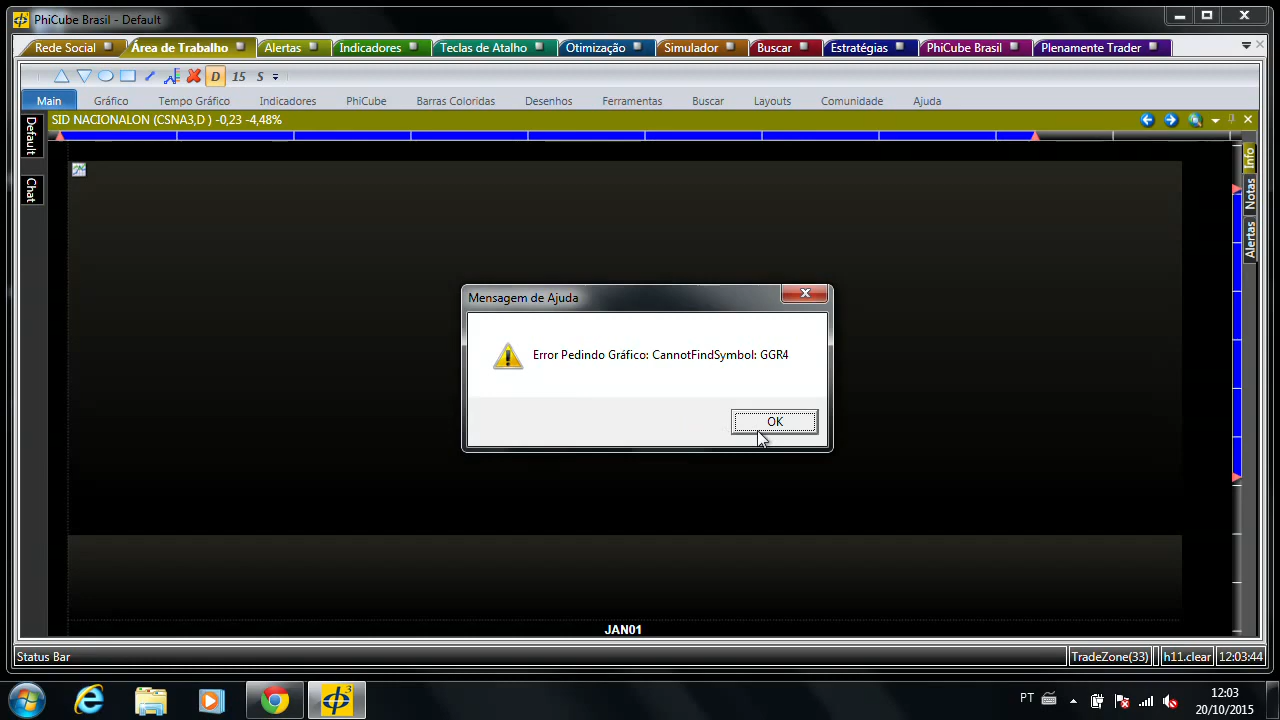 PhiCube Brasil - Default
Rede Social Área de Trabalho Alertas Indicadores Teclas de Atalho Otimização Simulador Buscar Estratégias PhiCube Brasil Plenamente Trader
D 15 S
Main Gráfico Tempo Gráfico Indicadores PhiCube Barras Coloridas Desenhos Ferramentas Buscar Layouts Comunidade Ajuda
SID NACIONALON (CSNA3,D ) -0,23 -4,48%
Default
Chat
Info
Notas
Alertas
Mensagem de Ajuda
Error Pedindo Gráfico: CannotFindSymbol: GGR4
OK
JAN01
Status Bar TradeZone(33) h11.clear 12:03:44
3
PT 12:03
20/10/2015